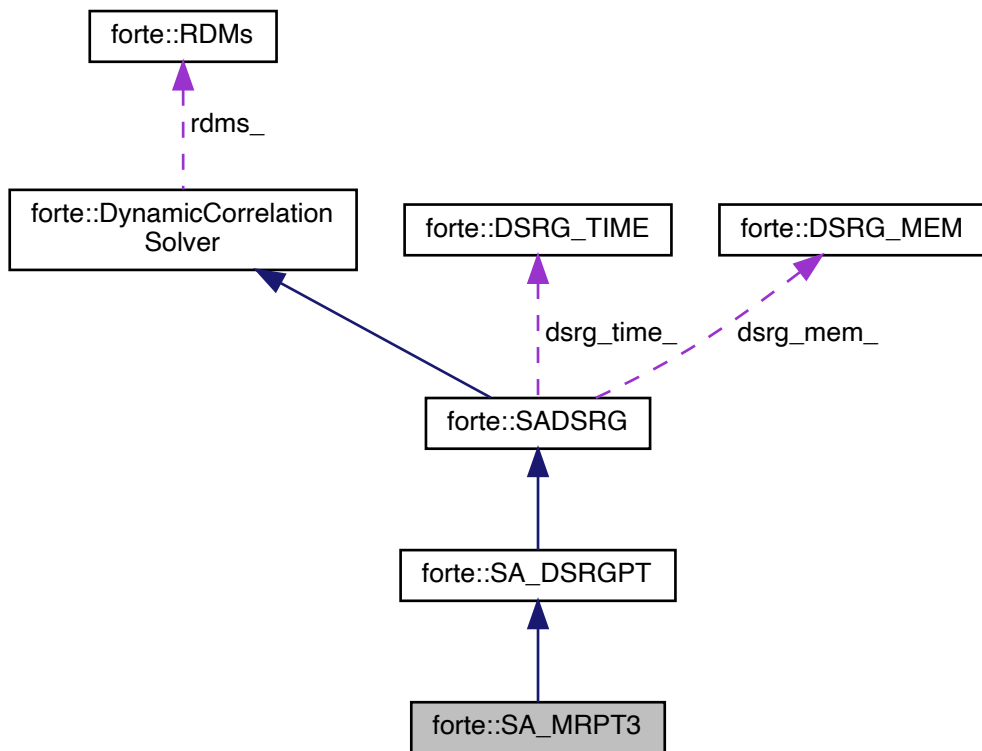 forte::RDMs
rdms_
forte::DynamicCorrelation
Solver
forte::DSRG_TIME
forte::DSRG_MEM
dsrg_time_
dsrg_mem_
forte::SADSRG
forte::SA_DSRGPT
forte::SA_MRPT3